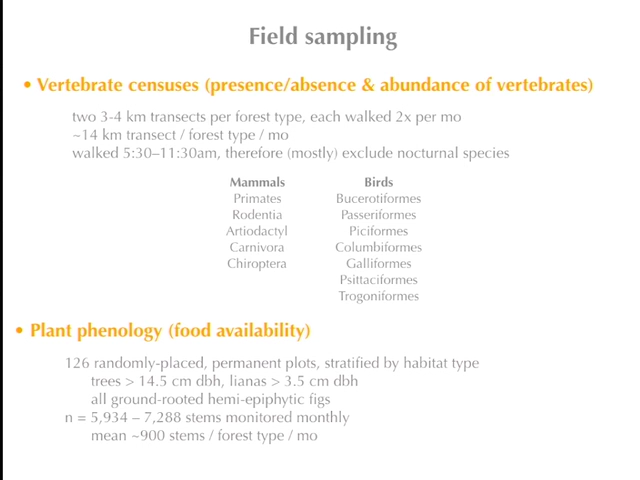 Field sampling
• Vertebrate censuses (presence/absence & abundance of vertebrates)
two 3-4 km transects per forest type, each walked 2x per mo
~14 km transect / forest type / mo
walked 5:30–11:30am, therefore (mostly) exclude nocturnal species
Mammals Birds
Primates Bucerotiformes
Rodentia Passeriformes
Artiodactyl Piciformes
Carnivora Columbiformes
Chiroptera Galliformes
Psittaciformes
Trogoniformes
• Plant phenology (food availability)
126 randomly-placed, permanent plots, stratified by habitat type
trees > 14.5 cm dbh, lianas > 3.5 cm dbh
all ground-rooted hemi-epiphytic figs
n = 5,934 – 7,288 stems monitored monthly
mean ~900 stems / forest type / mo